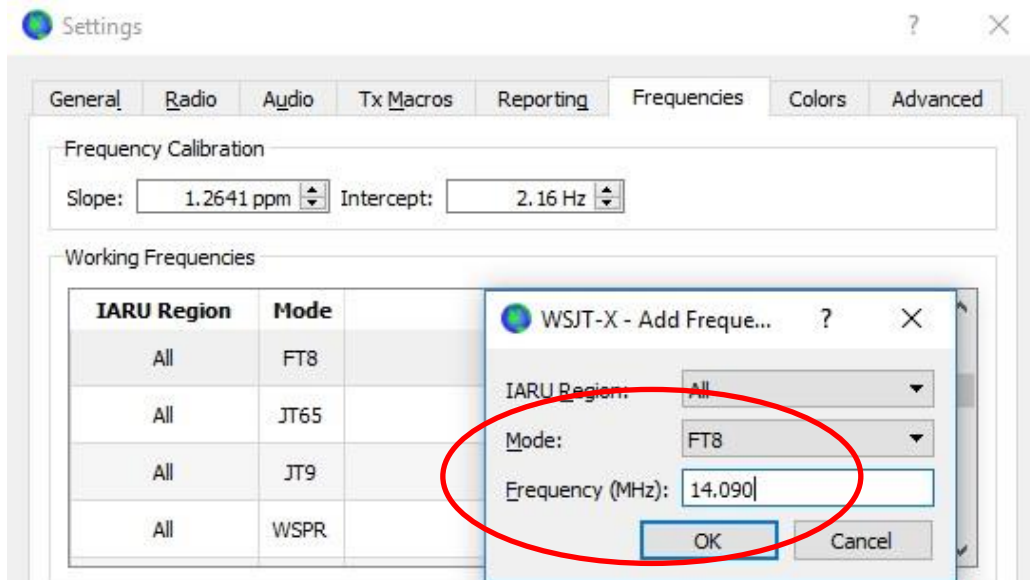 Settings ?
General Radio Audio Tx Macros Reporting Frequencies Colors Advanced
Frequency Calibration
Slope: 1.2641 ppm Intercept: 2.16 Hz
Working Frequencies
IARU Region Mode
All FT8
All JT65
All JT9
All WSPR
WSJT-X - Add Freque... ?
IARU Region: All
Mode: FT8
Frequency (MHz): 14.090
OK Cancel